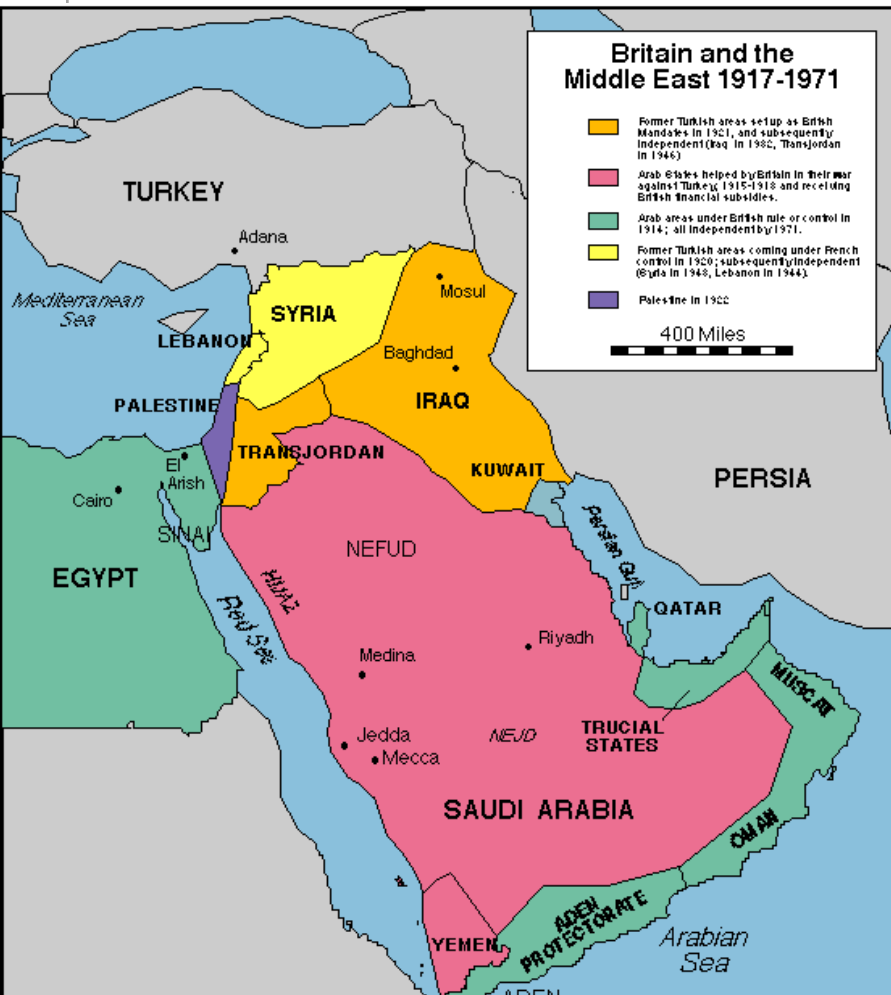 Britain and the
Middle East 1917-1971
Former Turkish areas set up as British
Mandates in 1921, and subsequently
independent (Iraq in 1932, Transjordan
in 1946)
Arab States helped by Britain in their war
against Turkey, 1915-1918 and receiving
British financial subsidies.
Arab areas under British rule or control in
1914; all independent by 1971.
Former Turkish areas coming under French
control in 1920; subsequently independent
(Syria in 1943, Lebanon in 1944).
Palestine in 1922
400 Miles
TURKEY
Adana
Mediterranean
Sea
SYRIA
Mosul
LEBANON
Baghdad
PALESTINE
IRAQ
TRANSJORDAN
El
Arish
KUWAIT
PERSIA
Cairo
SINAI
NEFUD
Persian Gulf
EGYPT
HIJAZ
Red Sea
QATAR
Riyadh
Medina
MUSCAT
Jedda
NEJD
TRUCIAL
STATES
Mecca
SAUDI ARABIA
OMAN
ADEN
PROTECTORATE
YEMEN
Arabian
Sea
ADEN